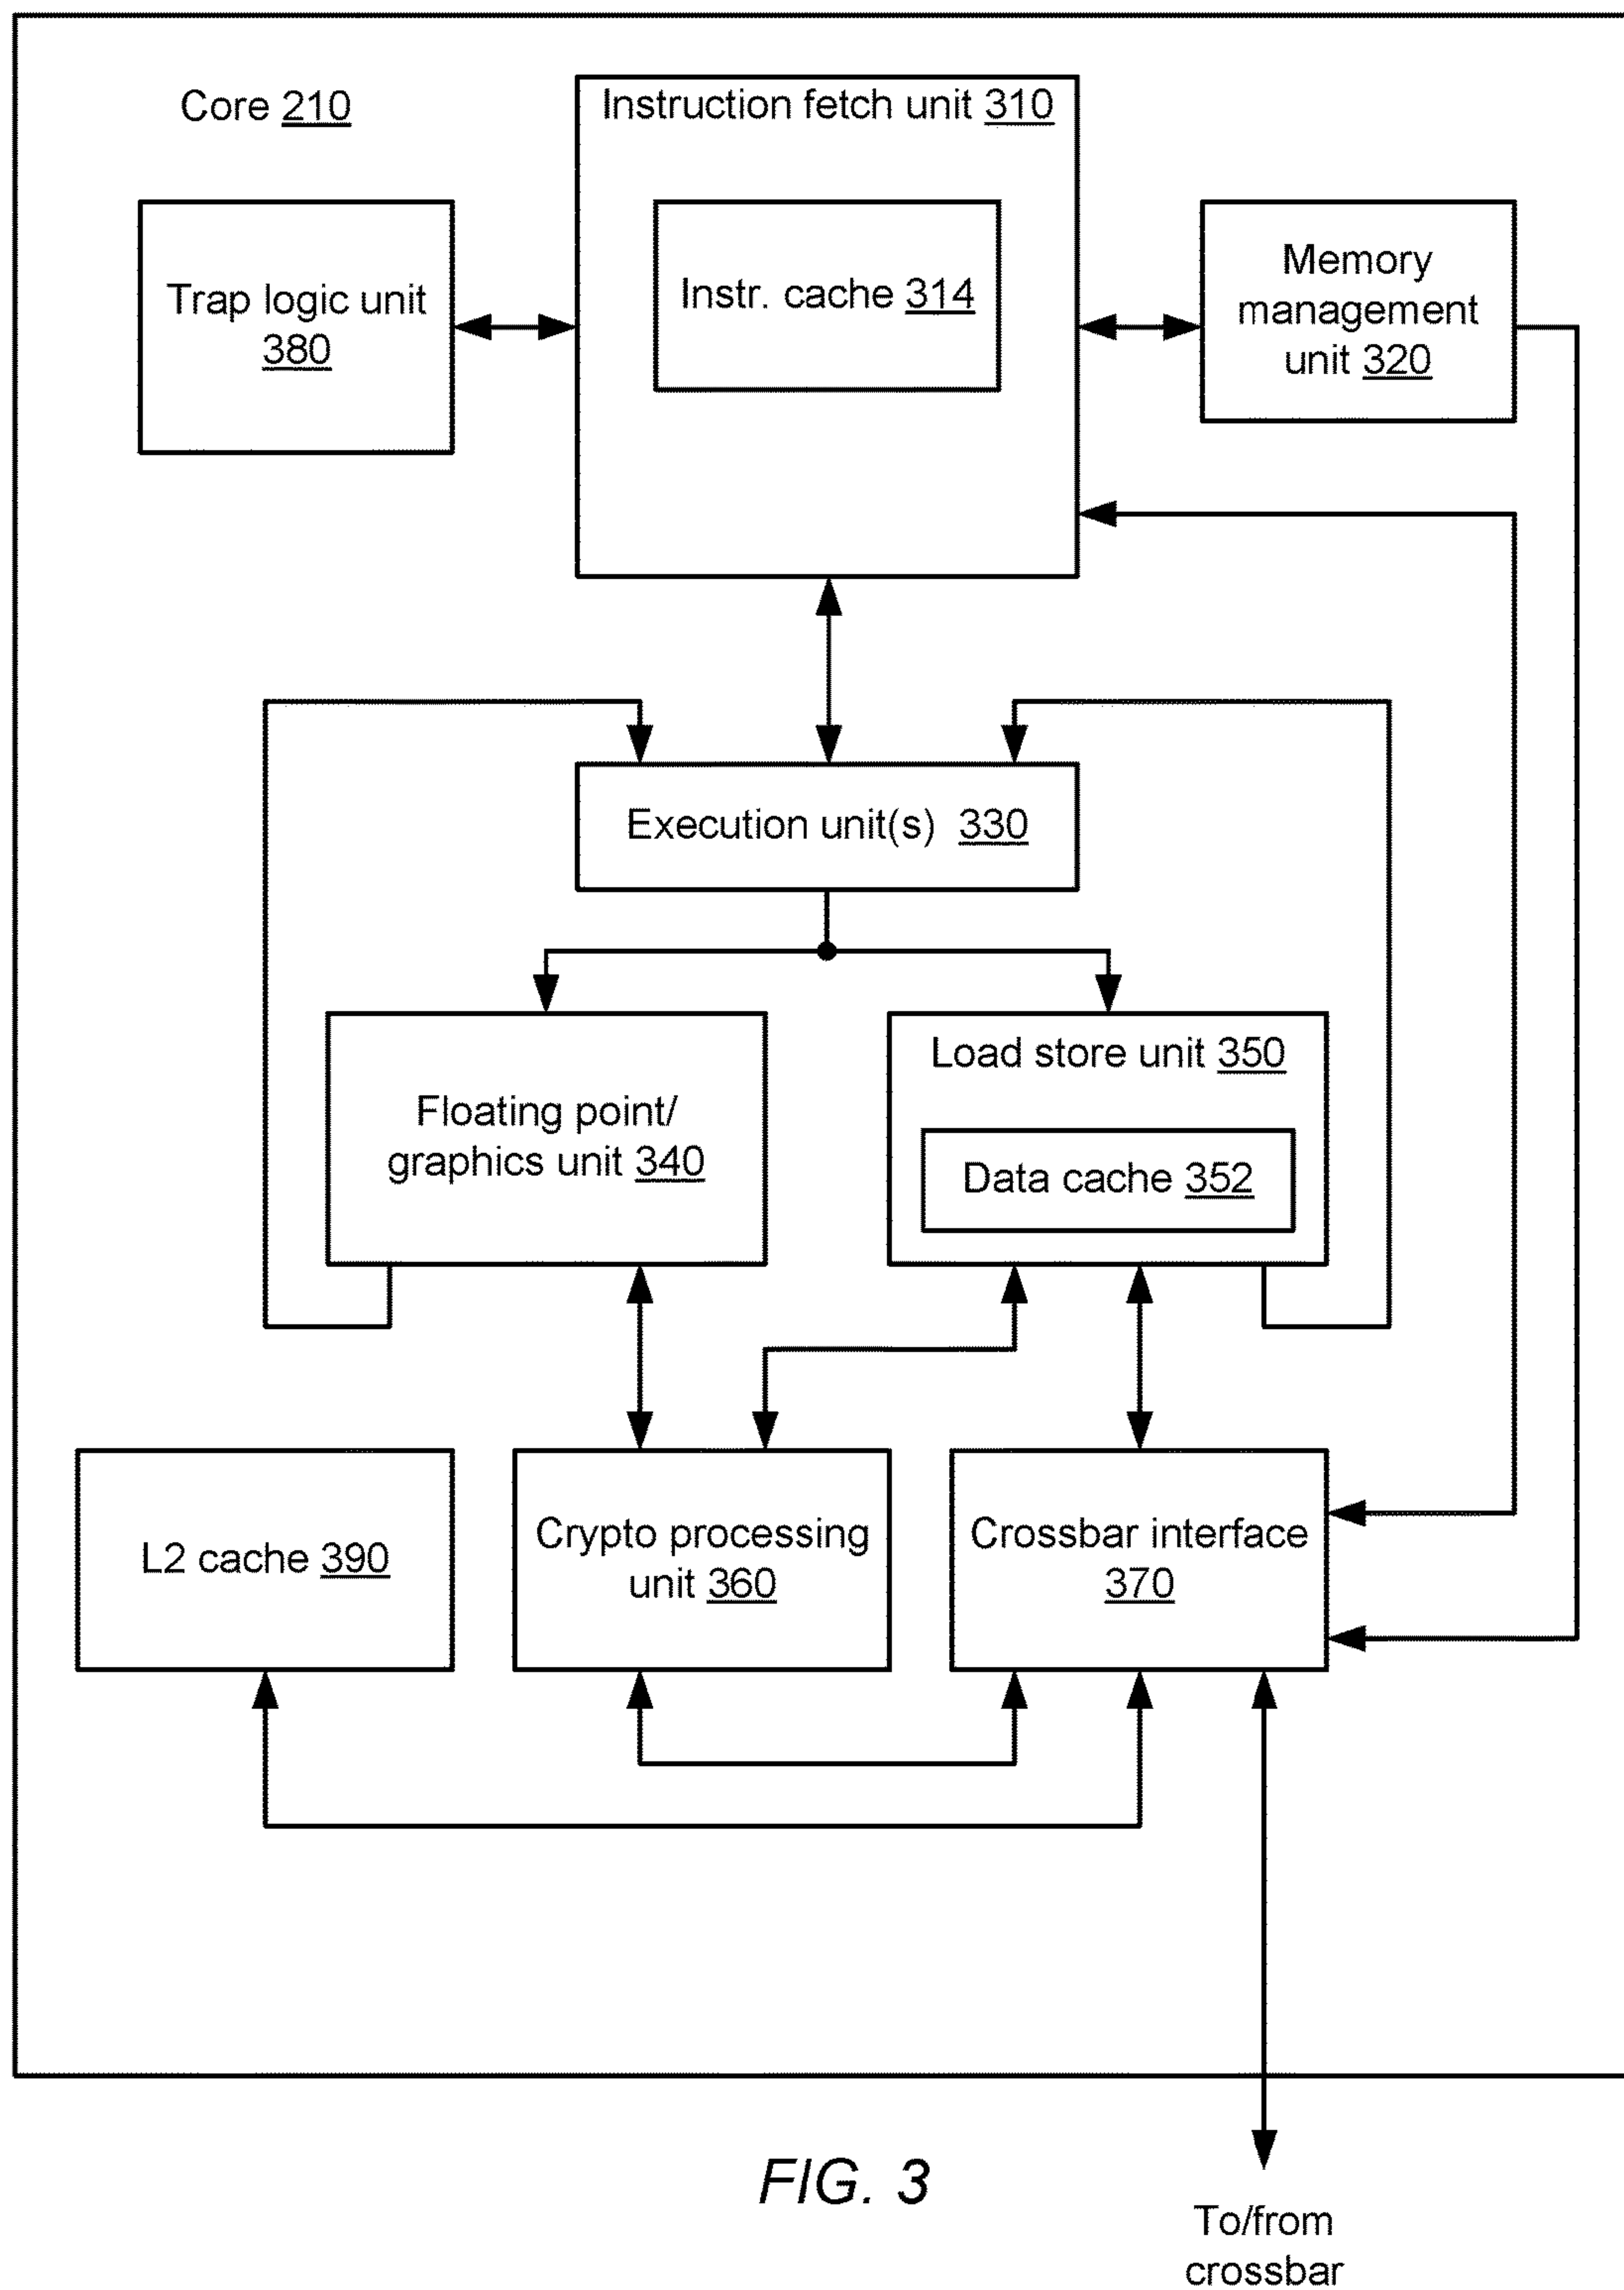 Core 210
Instruction fetch unit 310
Instr. cache 314
Trap logic unit
380
Memory
management
unit 320
Execution unit(s) 330
Floating point/
graphics unit 340
Load store unit 350
Data cache 352
L2 cache 390
Crypto processing
unit 360
Crossbar interface
370
FIG. 3
To/from
crossbar